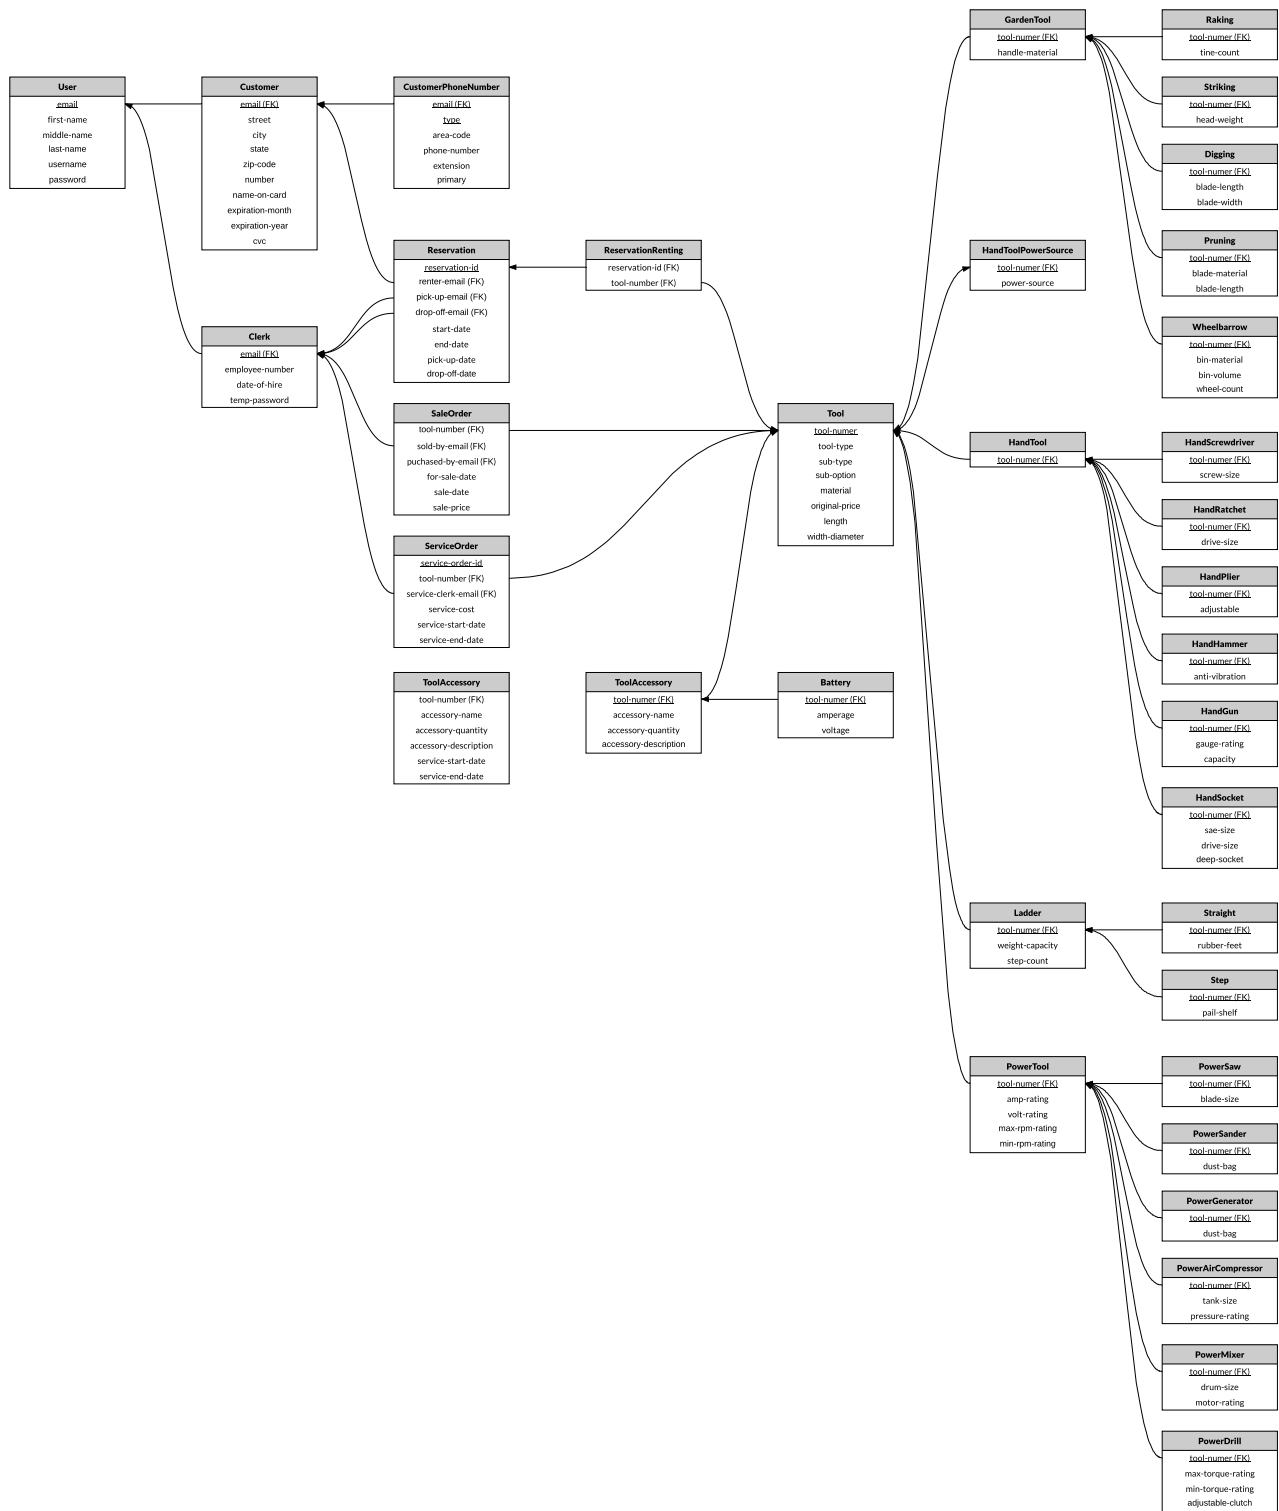 User
email
first-name
middle-name
last-name
username
password
Customer
email (FK)
street
city
state
zip-code
number
name-on-card
expiration-month
expiration-year
cvc
CustomerPhoneNumber
email (FK)
type
area-code
phone-number
extension
primary
Clerk
email (FK)
employee-number
date-of-hire
temp-password
Reservation
reservation-id
renter-email (FK)
pick-up-email (FK)
drop-off-email (FK)
start-date
end-date
pick-up-date
drop-off-date
ReservationRenting
reservation-id (FK)
tool-number (FK)
SaleOrder
tool-number (FK)
sold-by-email (FK)
puchased-by-email (FK)
for-sale-date
sale-date
sale-price
ServiceOrder
service-order-id
tool-number (FK)
service-clerk-email (FK)
service-cost
service-start-date
service-end-date
ToolAccessory
tool-number (FK)
accessory-name
accessory-quantity
accessory-description
service-start-date
service-end-date
ToolAccessory
tool-numer (FK)
accessory-name
accessory-quantity
accessory-description
Battery
tool-numer (FK)
amperage
voltage
Tool
tool-numer
tool-type
sub-type
sub-option
material
original-price
length
width-diameter
GardenTool
tool-numer (FK)
handle-material
HandToolPowerSource
tool-numer (FK)
power-source
HandTool
tool-numer (FK)
Ladder
tool-numer (FK)
weight-capacity
step-count
PowerTool
tool-numer (FK)
amp-rating
volt-rating
max-rpm-rating
min-rpm-rating
Raking
tool-numer (FK)
tine-count
Striking
tool-numer (FK)
head-weight
Digging
tool-numer (FK)
blade-length
blade-width
Pruning
tool-numer (FK)
blade-material
blade-length
Wheelbarrow
tool-numer (FK)
bin-material
bin-volume
wheel-count
HandScrewdriver
tool-numer (FK)
screw-size
HandRatchet
tool-numer (FK)
drive-size
HandPlier
tool-numer (FK)
adjustable
HandHammer
tool-numer (FK)
anti-vibration
HandGun
tool-numer (FK)
gauge-rating
capacity
HandSocket
tool-numer (FK)
sae-size
drive-size
deep-socket
Straight
tool-numer (FK)
rubber-feet
Step
tool-numer (FK)
pail-shelf
PowerSaw
tool-numer (FK)
blade-size
PowerSander
tool-numer (FK)
dust-bag
PowerGenerator
tool-numer (FK)
dust-bag
PowerAirCompressor
tool-numer (FK)
tank-size
pressure-rating
PowerMixer
tool-numer (FK)
drum-size
motor-rating
PowerDrill
tool-numer (FK)
max-torque-rating
min-torque-rating
adjustable-clutch